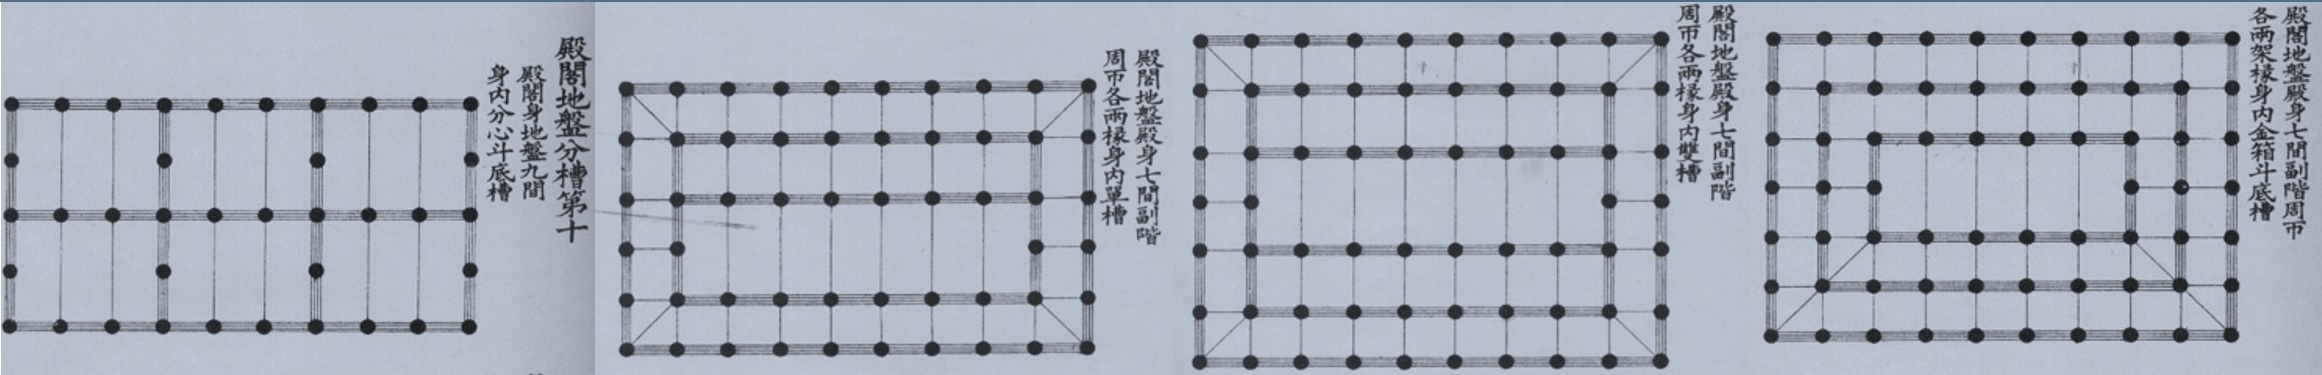 殿閣地盤分槽第十
殿閣身地盤九間
身内分心斗底槽
殿閣地盤殿身七間副階
周帀各兩椽身内單槽
殿閣地盤殿身七間副階
周帀各兩椽身内雙槽
殿閣地盤殿身七間副階周帀
各兩架椽身内金箱斗底槽